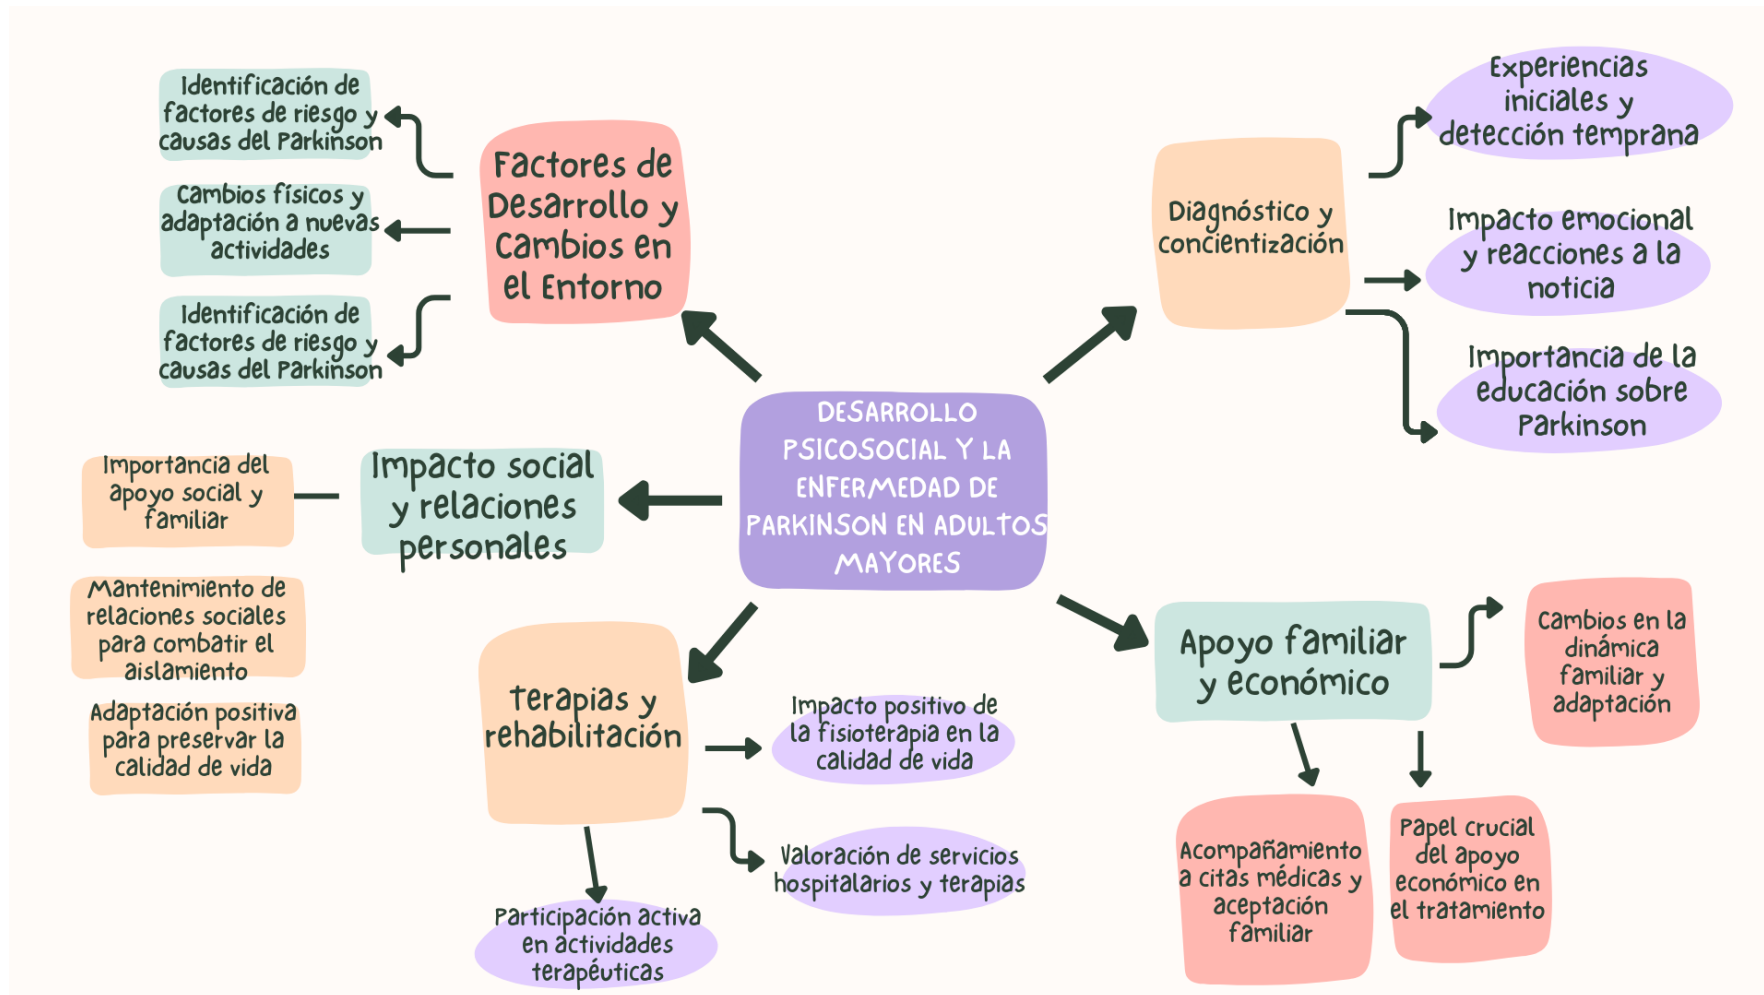 Identificación de
factores de riesgo y
causas del Parkinson
Cambios físicos y
adaptación a nuevas
actividades
Identificación de
factores de riesgo y
causas del Parkinson
Factores de
Desarrollo y
Cambios en
el Entorno
Diagnóstico y
concientización
Experiencias
iniciales y
detección temprana
Impacto emocional
y reacciones a la
noticia
Importancia de la
educación sobre
Parkinson
DESARROLLO
PSICOSOCIAL Y LA
ENFERMEDAD DE
PARKINSON EN ADULTOS
MAYORES
Impacto social
y relaciones
personales
Importancia del
apoyo social y
familiar
Mantenimiento de
relaciones sociales
para combatir el
aislamiento
Adaptación positiva
para preservar la
calidad de vida
Terapias y
rehabilitación
Impacto positivo de
la fisioterapia en la
calidad de vida
Valoración de servicios
hospitalarios y terapias
Participación activa
en actividades
terapéuticas
Apoyo familiar
y económico
Cambios en la
dinámica
familiar y
adaptación
Acompañamiento
a citas médicas y
aceptación
familiar
Papel crucial
del apoyo
económico en
el tratamiento